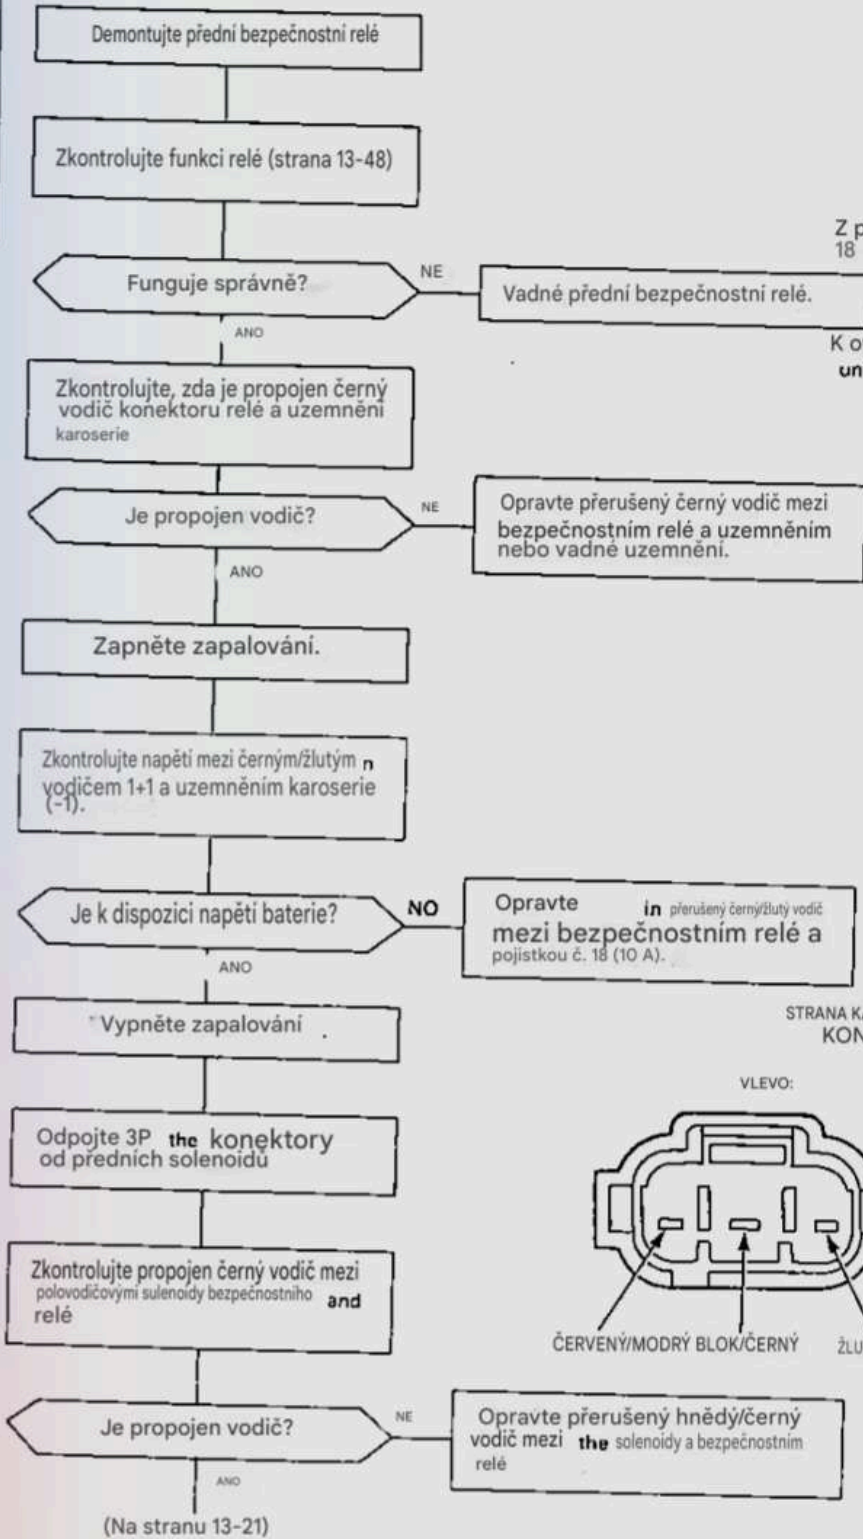 Demontujte přední bezpečnostní relé
Zkontrolujte funkci relé (strana 13-48)
Z p
18
Funguje správně?
NE
Vadné přední bezpečnostní relé.
ANO
K o
un
Zkontrolujte, zda je propojen černý
vodič konektoru relé a uzemnění
karoserie
Je propojen vodič?
NE
Opravte přerušený černý vodič mezi
bezpečnostním relé a uzemněním
nebo vadné uzemnění.
ANO
Zapněte zapalování.
Zkontrolujte napětí mezi černým/žlutým n
vodičem 1+1 a uzemněním karoserie
(-1).
Je k dispozici napětí baterie?
NO
Opravte in přerušený černý/žlutý vodič
mezi bezpečnostním relé a
pojistkou č. 18 (10 A).
ANO
Vypněte zapalování .
STRANA KA
KON
VLEVO:
Odpojte 3P the konektory
od předních solenoidů
Zkontrolujte propojen černý vodič mezi
polovodičovými sulenoidy bezpečnostního and
relé
ČERVENÝ/MODRÝ BLOK/ČERNÝ
ŽLU
Je propojen vodič?
NE
Opravte přerušený hnědý/černý
vodič mezi the solenoidy a bezpečnostním
relé
ANO
(Na stranu 13-21)